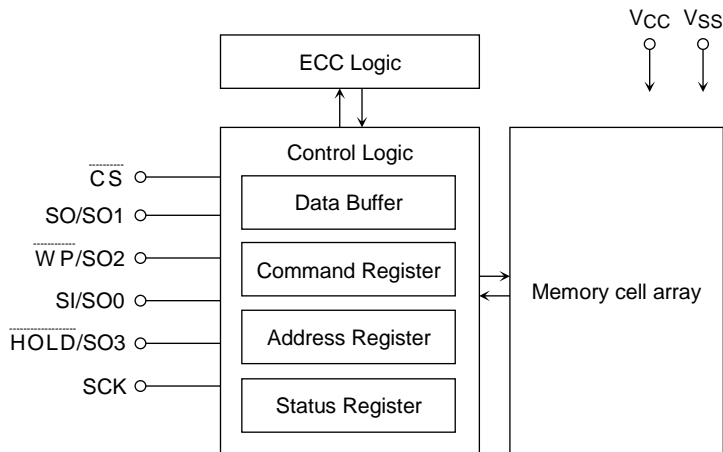 VCC
VSS
ECC Logic
Control Logic
CS
Data Buffer
SO/SO1
WP/SO2
Command Register
SI/SO0
Memory cell array
HOLD/SO3
Address Register
SCK
Status Register